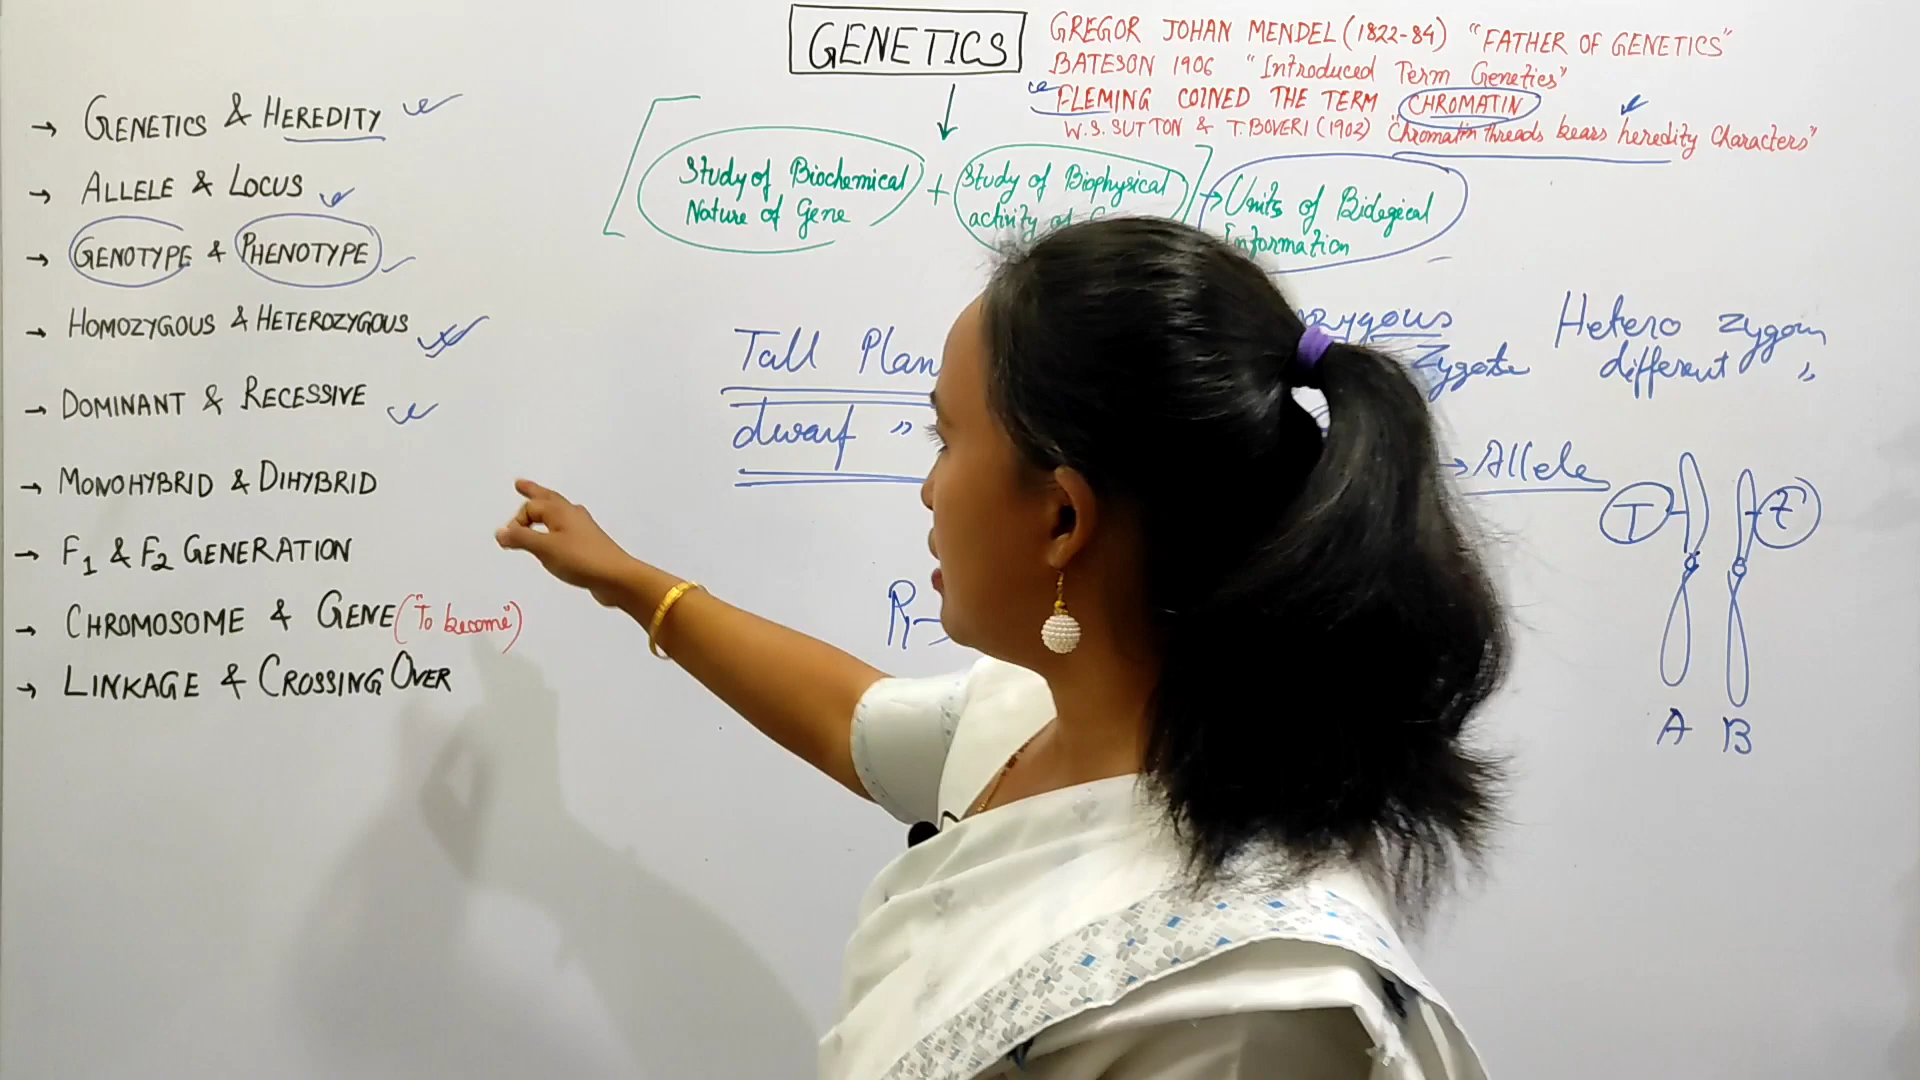 GENETICS
GREGOR JOHAN MENDEL (1822-84) "FATHER OF GENETICS"
BATESON 1906 "Introduced Term Genetics"
FLEMING COINED THE TERM CHROMATIN
W.S. SUTTON & T. BOVERI (1902) "Chromatin threads bears heredity characters"
→ GENETICS & HEREDITY
→ ALLELE & LOCUS
→ GENOTYPE & PHENOTYPE
→ HOMOZYGOUS & HETEROZYGOUS
→ DOMINANT & RECESSIVE
→ MONOHYBRID & DIHYBRID
→ F1 & F2 GENERATION
→ CHROMOSOME & GENE ("To become")
→ LINKAGE & CROSSING OVER
Study of Biochemical
Nature of Gene
+
Study of Biophysical
activity of
→ Units of Biological
Information
Tall Plan
dwarf "
zygous
Zygote
Hetero zygous
different "
→ Allele
T
A B